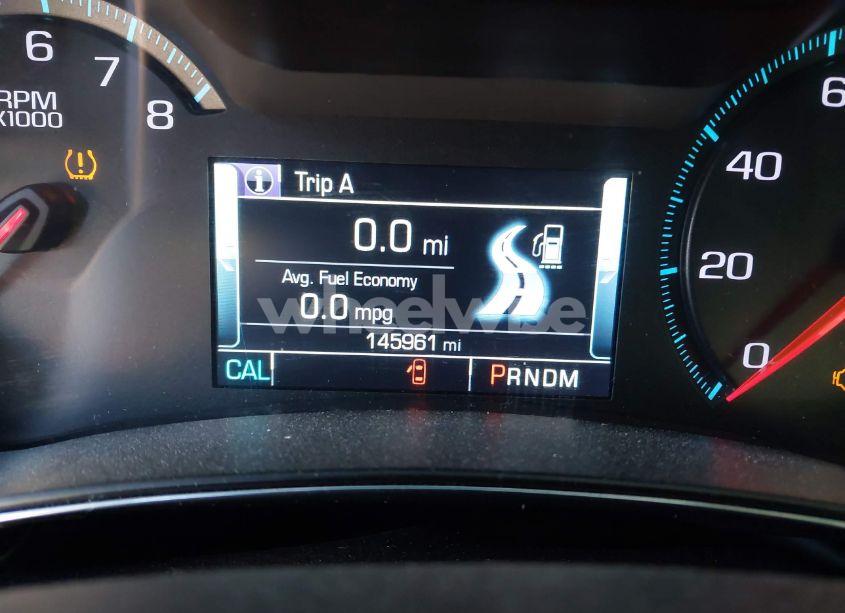 6
7
8
RPM
X1000
Trip A
0.0 mi
Avg. Fuel Economy
0.0 mpg
wheelwise
145961 mi
CAL
PRNDM
6
40
20
0